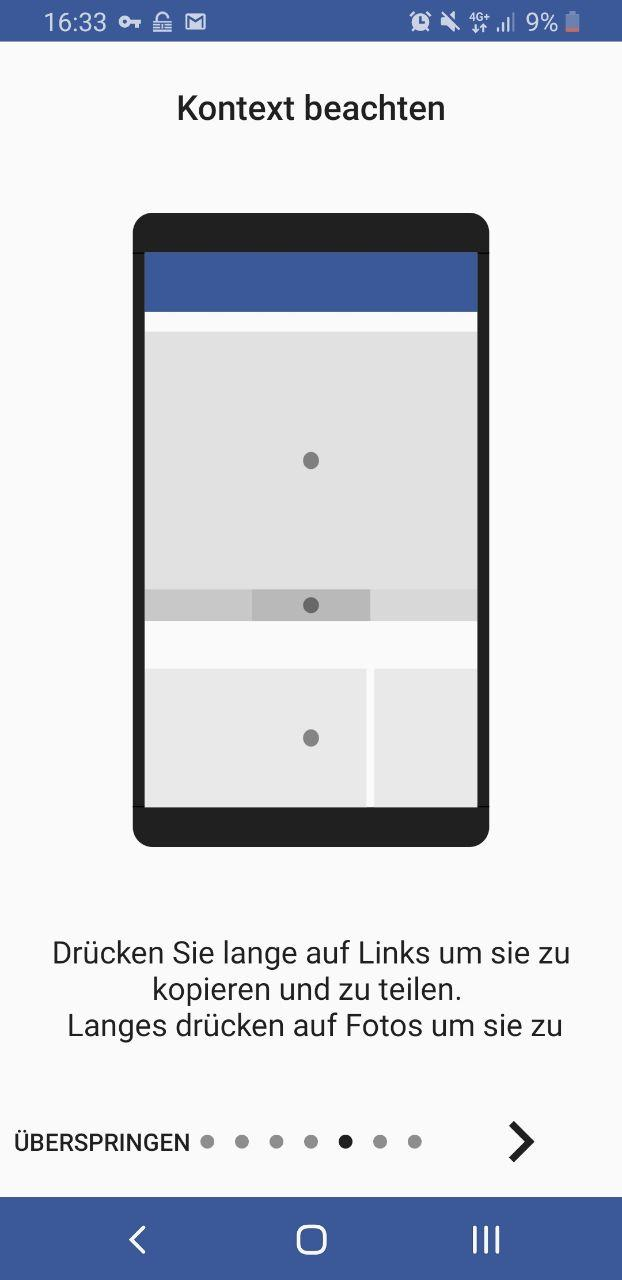 16:33 4G+ 9%
Kontext beachten
Drücken Sie lange auf Links um sie zu
kopieren und zu teilen.
Langes drücken auf Fotos um sie zu
ÜBERSPRINGEN